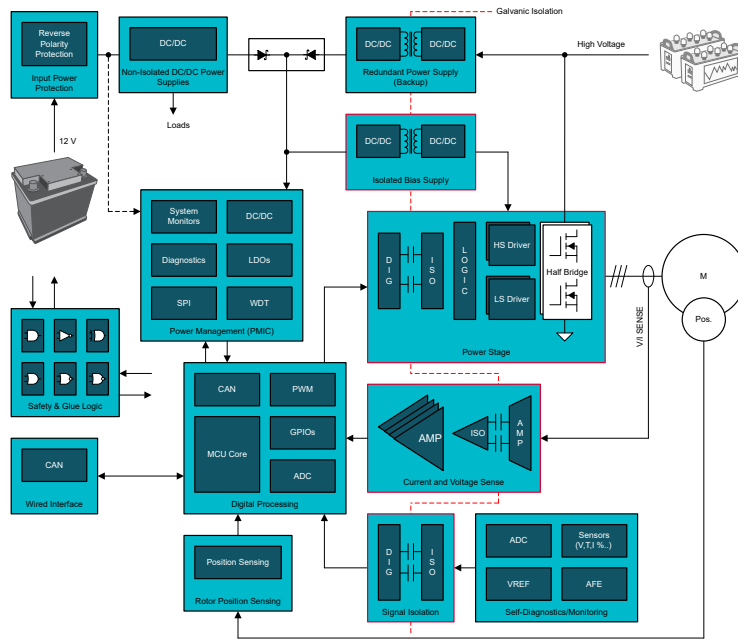 Galvanic Isolation
Reverse
Polarity
Protection
Input Power
Protection
DC/DC
Non-Isolated DC/DC Power
Supplies
Loads
DC/DC
DC/DC
Redundant Power Supply
(Backup)
High Voltage
12 V
DC/DC
DC/DC
Isolated Bias Supply
System
Monitors
DC/DC
Diagnostics
LDOs
SPI
WDT
Power Management (PMIC)
DIG
ISO
LOGIC
HS Driver
LS Driver
Half Bridge
Power Stage
M
Pos.
V/I SENSE
Safety & Glue Logic
CAN
PWM
MCU Core
GPIOs
ADC
Digital Processing
AMP
ISO
AMP
Current and Voltage Sense
CAN
Wired Interface
Position Sensing
Rotor Position Sensing
DIG
ISO
Signal Isolation
ADC
Sensors
(V,T,I %..)
VREF
AFE
Self-Diagnostics/Monitoring